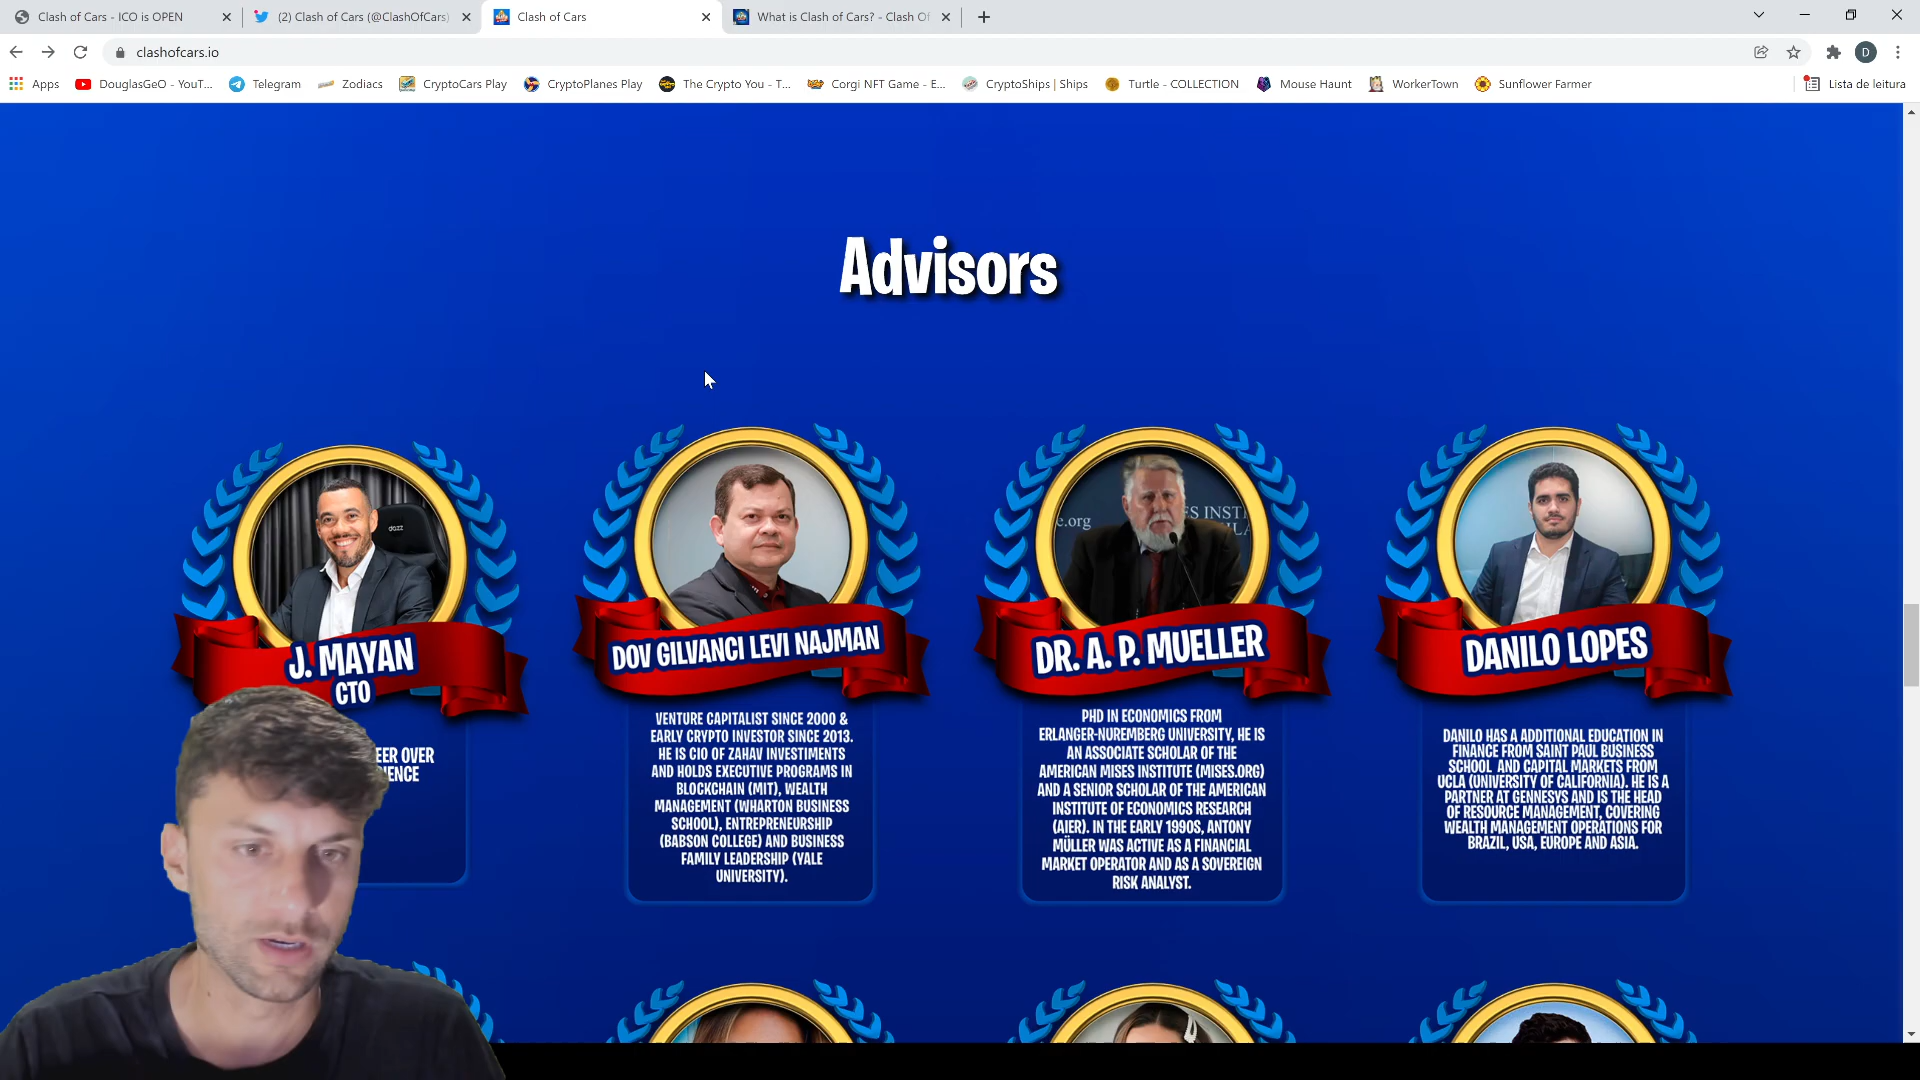 Clash of Cars - ICO is OPEN
(2) Clash of Cars (@ClashOfCars)
Clash of Cars
What is Clash of Cars? - Clash Of
clashofcars.io
D
Apps
DouglasGeO - YouT...
Telegram
Zodiacs
CryptoCars Play
CryptoPlanes Play
The Crypto You - T...
Corgi NFT Game - E...
CryptoShips | Ships
Turtle - COLLECTION
Mouse Haunt
WorkerTown
Sunflower Farmer
Lista de leitura
Advisors
dazz
J. MAYAN
CTO
EER OVER
IENCE
DOV GILVANCI LEVI NAJMAN
VENTURE CAPITALIST SINCE 2000 &
EARLY CRYPTO INVESTOR SINCE 2013.
HE IS CIO OF ZAHAV INVESTIMENTS
AND HOLDS EXECUTIVE PROGRAMS IN
BLOCKCHAIN (MIT), WEALTH
MANAGEMENT (WHARTON BUSINESS
SCHOOL), ENTREPRENEURSHIP
(BABSON COLLEGE) AND BUSINESS
FAMILY LEADERSHIP (YALE
UNIVERSITY).
e.org
ES INST
DR. A. P. MUELLER
PHD IN ECONOMICS FROM
ERLANGER-NUREMBERG UNIVERSITY, HE IS
AN ASSOCIATE SCHOLAR OF THE
AMERICAN MISES INSTITUTE (MISES.ORG)
AND A SENIOR SCHOLAR OF THE AMERICAN
INSTITUTE OF ECONOMICS RESEARCH
(AIER). IN THE EARLY 1990S, ANTONY
MÜLLER WAS ACTIVE AS A FINANCIAL
MARKET OPERATOR AND AS A SOVEREIGN
RISK ANALYST.
DANILO LOPES
DANILO HAS A ADDITIONAL EDUCATION IN
FINANCE FROM SAINT PAUL BUSINESS
SCHOOL AND CAPITAL MARKETS FROM
UCLA (UNIVERSITY OF CALIFORNIA). HE IS A
PARTNER AT GENNESYS AND IS THE HEAD
OF RESOURCE MANAGEMENT, COVERING
WEALTH MANAGEMENT OPERATIONS FOR
BRAZIL, USA, EUROPE AND ASIA.